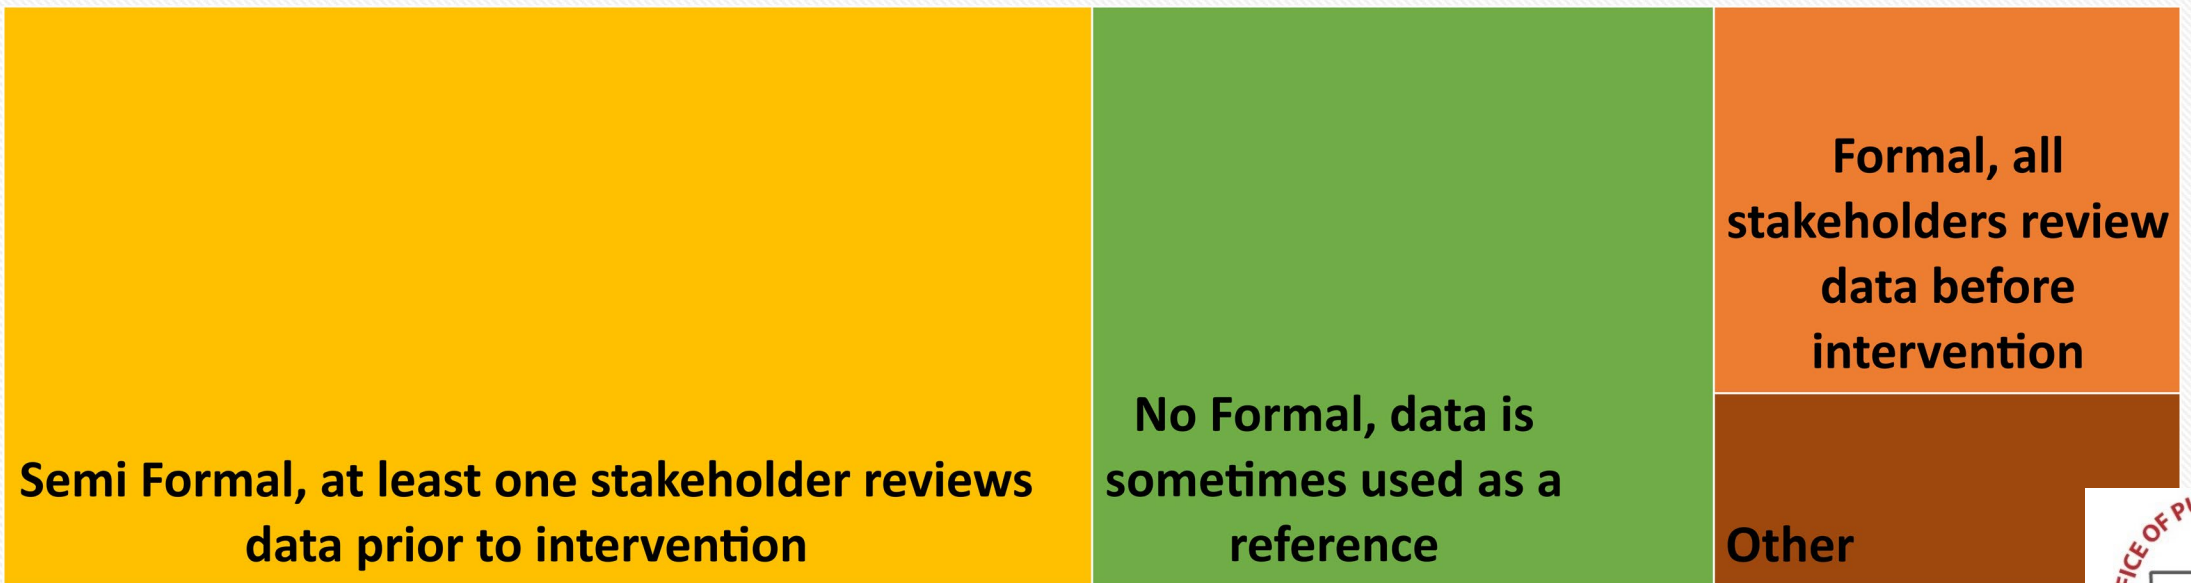 Semi Formal, at least one stakeholder reviews
data prior to intervention
No Formal, data is
sometimes used as a
reference
Formal, all
stakeholders review
data before
intervention
Other
OF